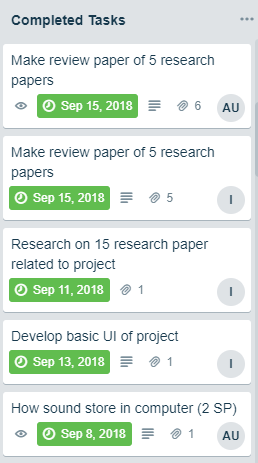 Completed Tasks
Make review paper of 5 research
papers
Sep 15, 2018 6 AU
Make review paper of 5 research
papers
Sep 15, 2018 5 I
Research on 15 research paper
related to project
Sep 11, 2018 1 I
Develop basic UI of project
Sep 13, 2018 1 I
How sound store in computer (2 SP)
Sep 8, 2018 1 AU